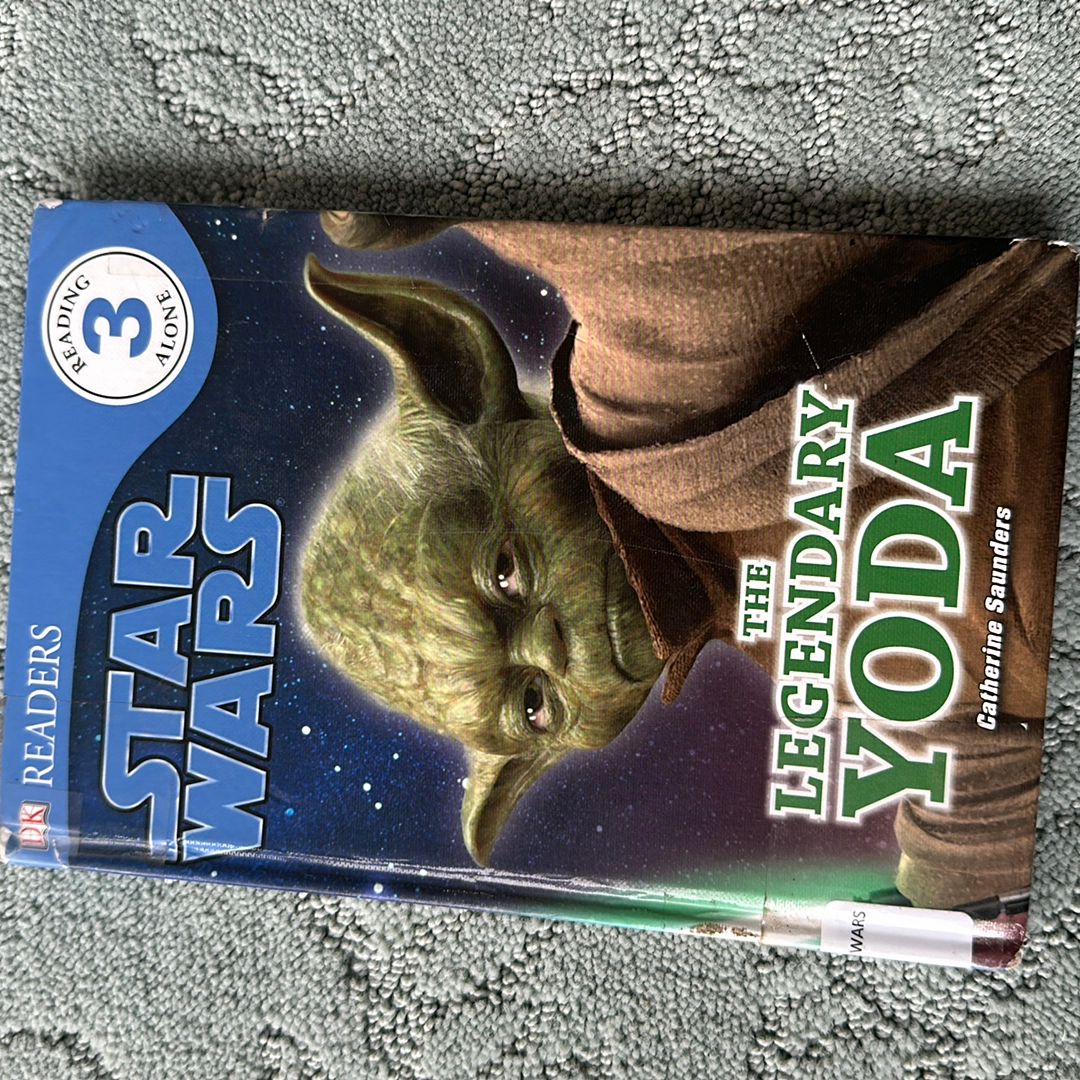 DK READERS
READING
3
ALONE
STAR
WARS
THE
LEGENDARY
YODA
Catherine Saunders
WARS